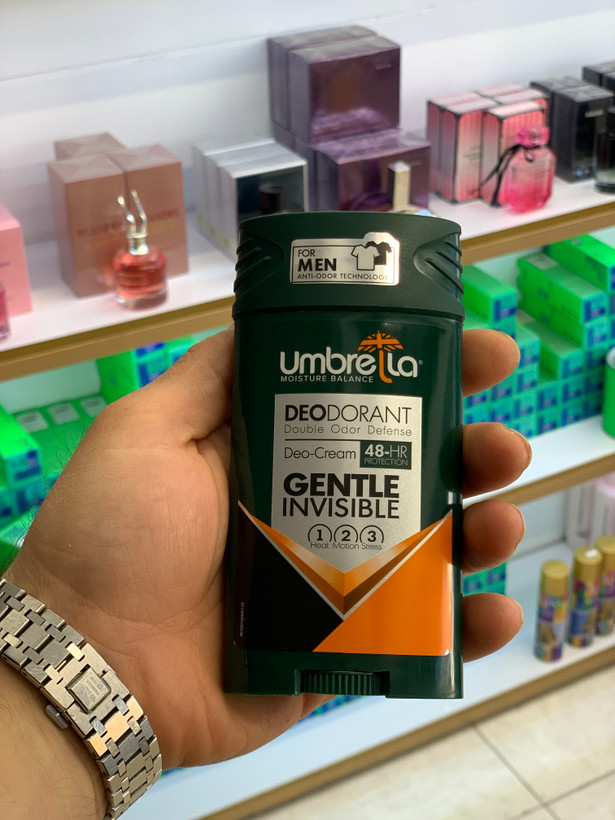 FOR
MEN
ANTI-ODOR TECHNOLOGY
umbrella®
MOISTURE BALANCE
DEODORANT
Double Odor Defense
Deo-Cream 48-HR
PROTECTION
GENTLE
INVISIBLE
1 2 3
Heat Motion Stress